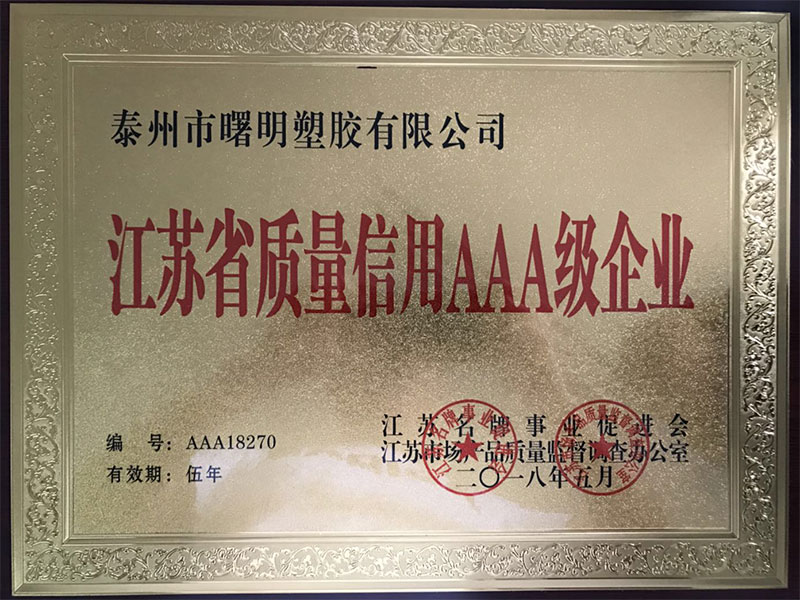 泰州市曙明塑胶有限公司
江苏省质量信用AAA级企业
编 号: AAA18270
有效期: 伍年
江苏名牌事业促进会
江苏市场产品质量监督调查办公室
二〇一八年五月